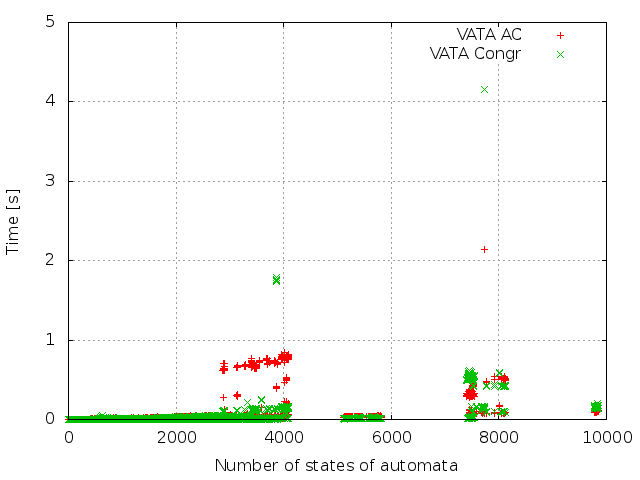 5
4
3
2
1
0
Time [s]
VATA AC
VATA Congr
0 2000 4000 6000 8000 10000
Number of states of automata